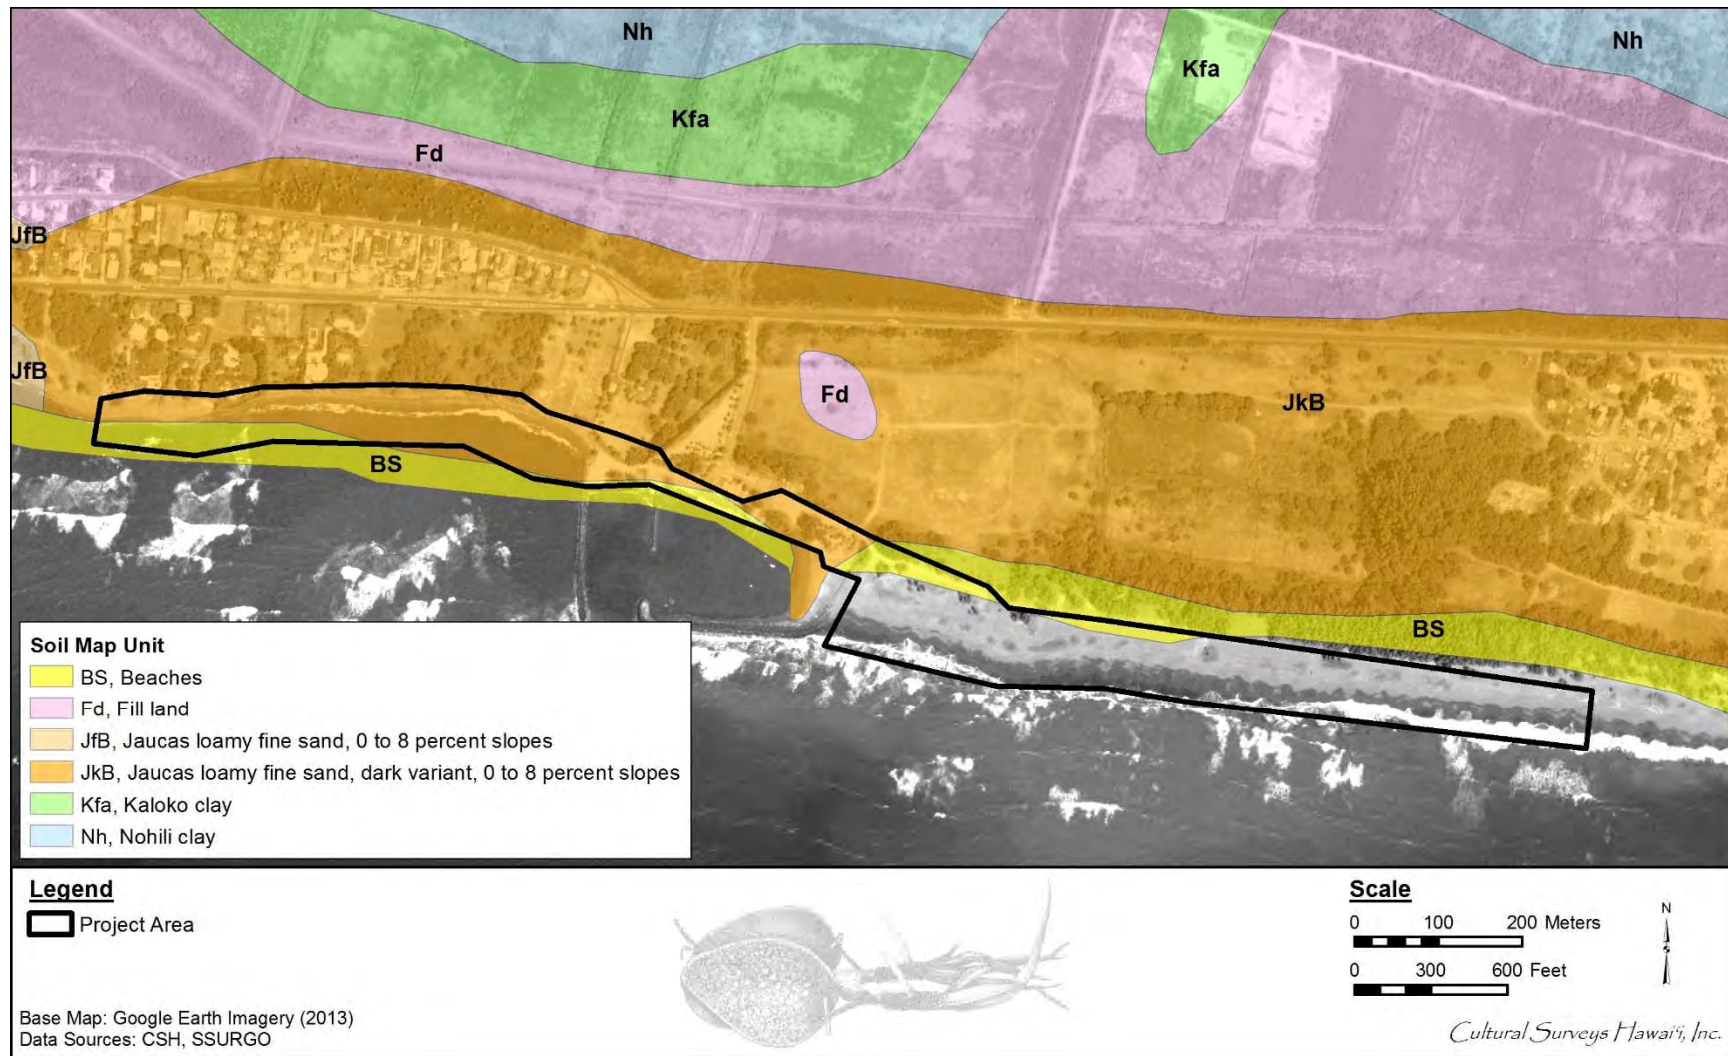 Nh
Nh
Kfa
Kfa
Fd
JfB
JfB
Fd
JkB
BS
BS
Soil Map Unit
BS, Beaches
Fd, Fill land
JfB, Jaucas loamy fine sand, 0 to 8 percent slopes
JkB, Jaucas loamy fine sand, dark variant, 0 to 8 percent slopes
Kfa, Kaloko clay
Nh, Nohili clay
Legend
Project Area
Base Map: Google Earth Imagery (2013)
Data Sources: CSH, SSURGO
Scale
0 100 200 Meters
0 300 600 Feet
N
Cultural Surveys Hawaiʻi, Inc.